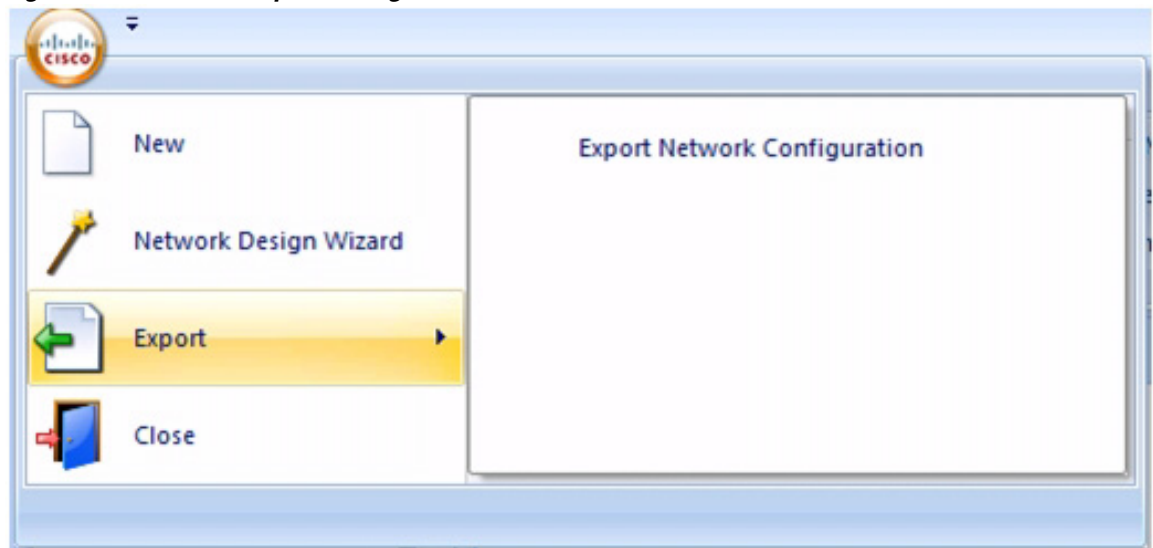 CISCO
New
Export Network Configuration
Network Design Wizard
Export
Close